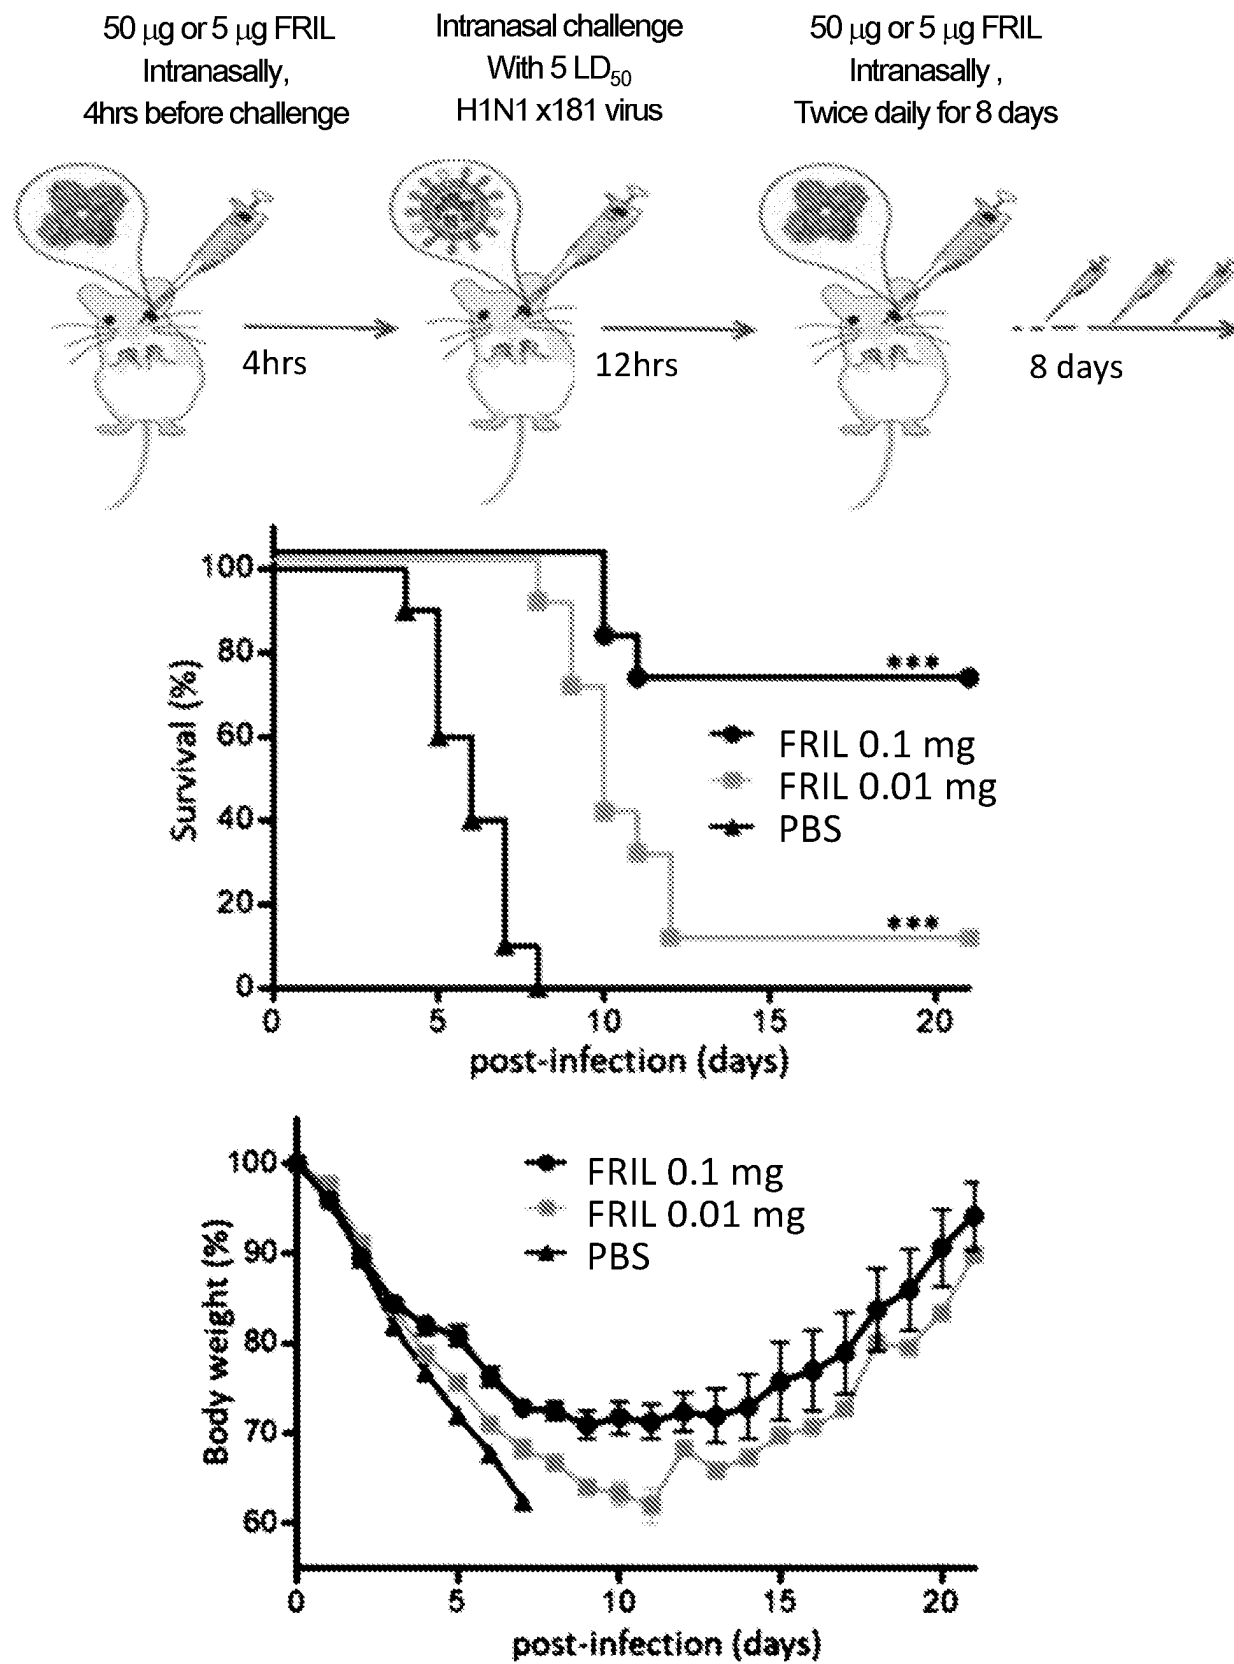 50 μg or 5 μg FRIL
Intranasally,
4hrs before challenge
Intranasal challenge
With 5 LD50
H1N1 x181 virus
50 μg or 5 μg FRIL
Intranasally ,
Twice daily for 8 days
4hrs
12hrs
8 days
Survival (%)
100
80
60
40
20
0
***
***
FRIL 0.1 mg
FRIL 0.01 mg
PBS
0 5 10 15 20
post-infection (days)
Body weight (%)
100
90
80
70
60
FRIL 0.1 mg
FRIL 0.01 mg
PBS
0 5 10 15 20
post-infection (days)